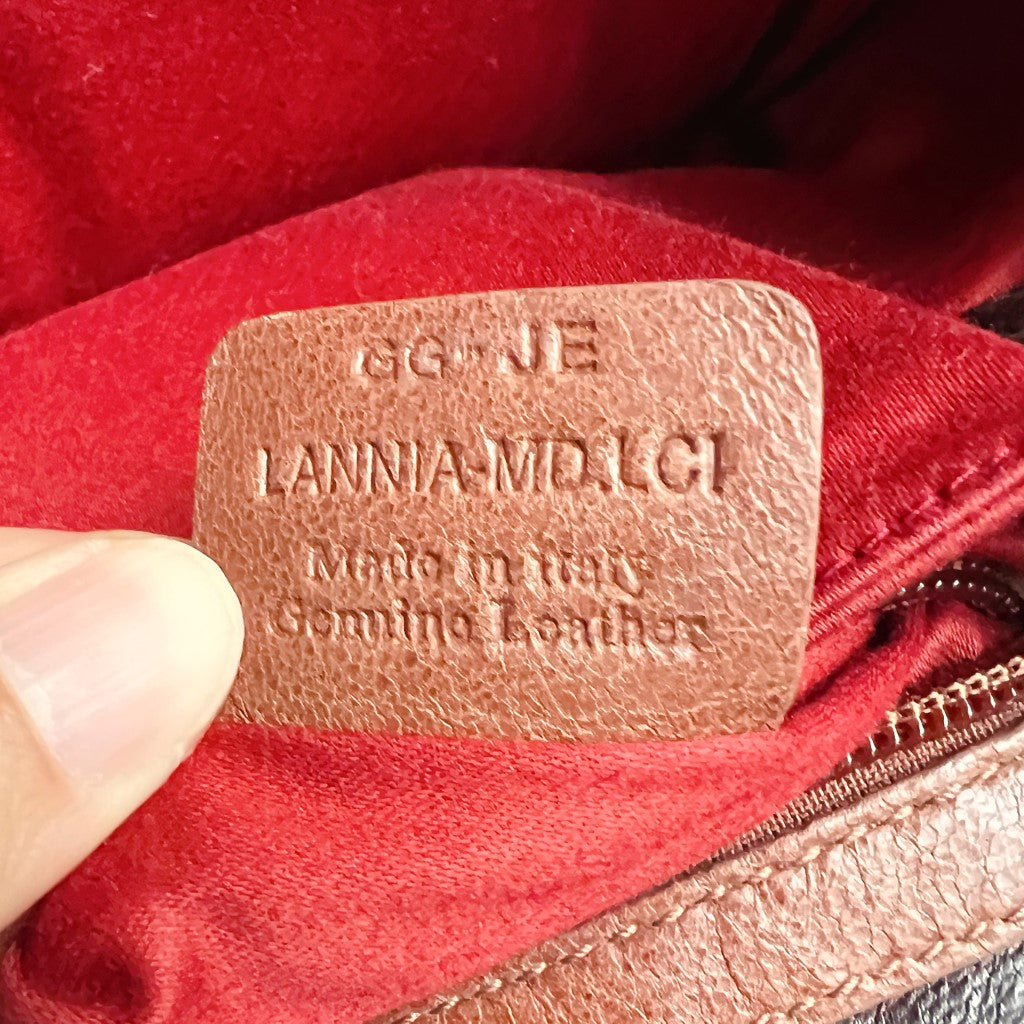 GG" JE
LANNIA-MD.LCI
Made in Italy
Genuine Leather